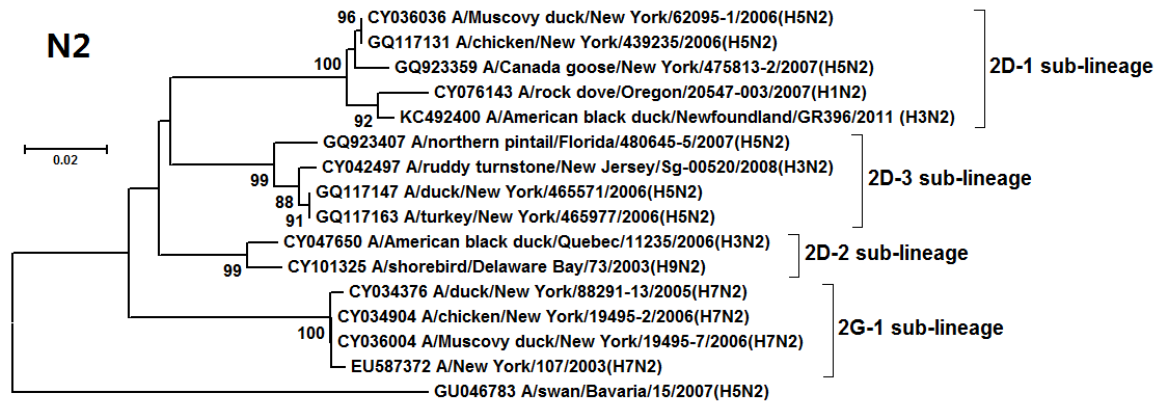 N2
96
CY036036 A/Muscovy duck/New York/62095-1/2006(H5N2)
GQ117131 A/chicken/New York/439235/2006(H5N2)
100
GQ923359 A/Canada goose/New York/475813-2/2007(H5N2)
2D-1 sub-lineage
CY076143 A/rock dove/Oregon/20547-003/2007(H1N2)
92
KC492400 A/American black duck/Newfoundland/GR396/2011 (H3N2)
0.02
GQ923407 A/northern pintail/Florida/480645-5/2007(H5N2)
99
CY042497 A/ruddy turnstone/New Jersey/Sg-00520/2008(H3N2)
2D-3 sub-lineage
88
GQ117147 A/duck/New York/465571/2006(H5N2)
91
GQ117163 A/turkey/New York/465977/2006(H5N2)
CY047650 A/American black duck/Quebec/11235/2006(H3N2)
2D-2 sub-lineage
99
CY101325 A/shorebird/Delaware Bay/73/2003(H9N2)
CY034376 A/duck/New York/88291-13/2005(H7N2)
CY034904 A/chicken/New York/19495-2/2006(H7N2)
2G-1 sub-lineage
100
CY036004 A/Muscovy duck/New York/19495-7/2006(H7N2)
EU587372 A/New York/107/2003(H7N2)
GU046783 A/swan/Bavaria/15/2007(H5N2)